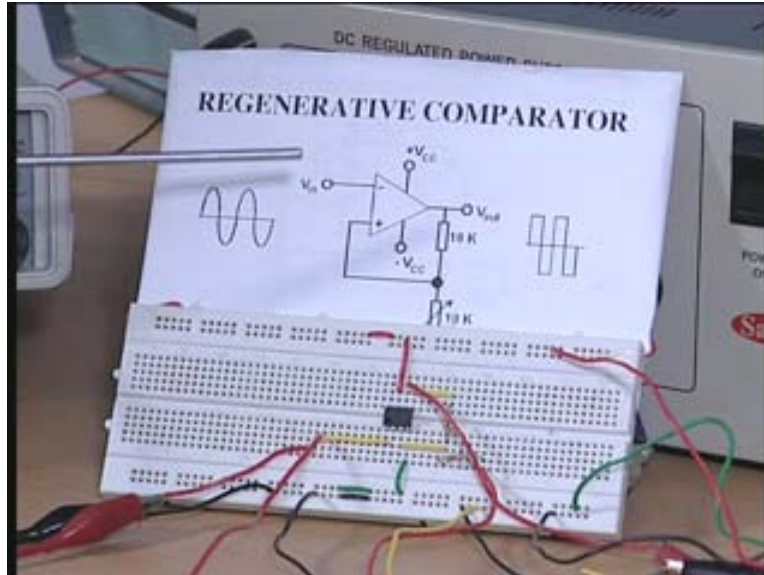 DC REGULATED POWER
REGENERATIVE COMPARATOR
+VCC
Vin
-
+
Vout
10 K
- VCC
10 K